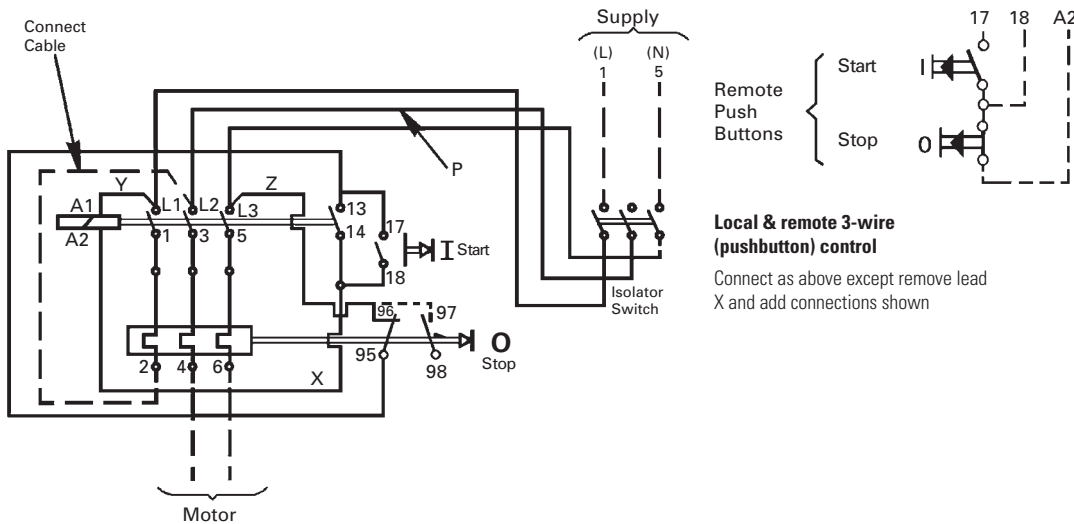 Connect
Cable
Supply
(L)
(N)
1
5
17
18
A2
Remote
Push
Buttons
Start
I
Stop
O
P
Y
Z
A1
A2
L1
L2
L3
1
3
5
13
14
17
18
I Start
Isolator
Switch
96
97
95
98
O
Stop
2
4
6
X
Motor
Local & remote 3-wire
(pushbutton) control
Connect as above except remove lead
X and add connections shown